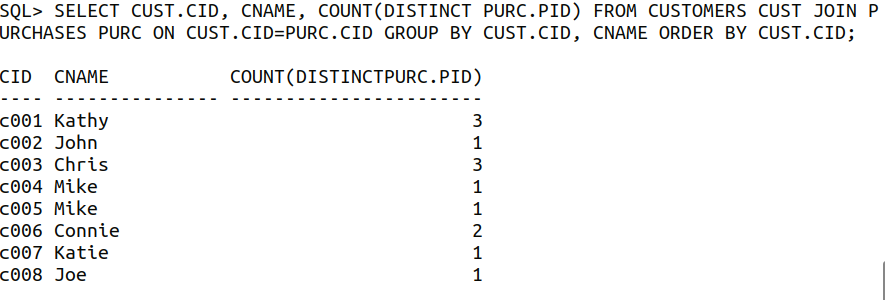 SQL> SELECT CUST.CID, CNAME, COUNT(DISTINCT PURC.PID) FROM CUSTOMERS CUST JOIN P
URCHASES PURC ON CUST.CID=PURC.CID GROUP BY CUST.CID, CNAME ORDER BY CUST.CID;

CID  CNAME           COUNT(DISTINCTPURC.PID)
---- --------------- -----------------------
c001 Kathy                                 3
c002 John                                  1
c003 Chris                                 3
c004 Mike                                  1
c005 Mike                                  1
c006 Connie                                2
c007 Katie                                 1
c008 Joe                                   1